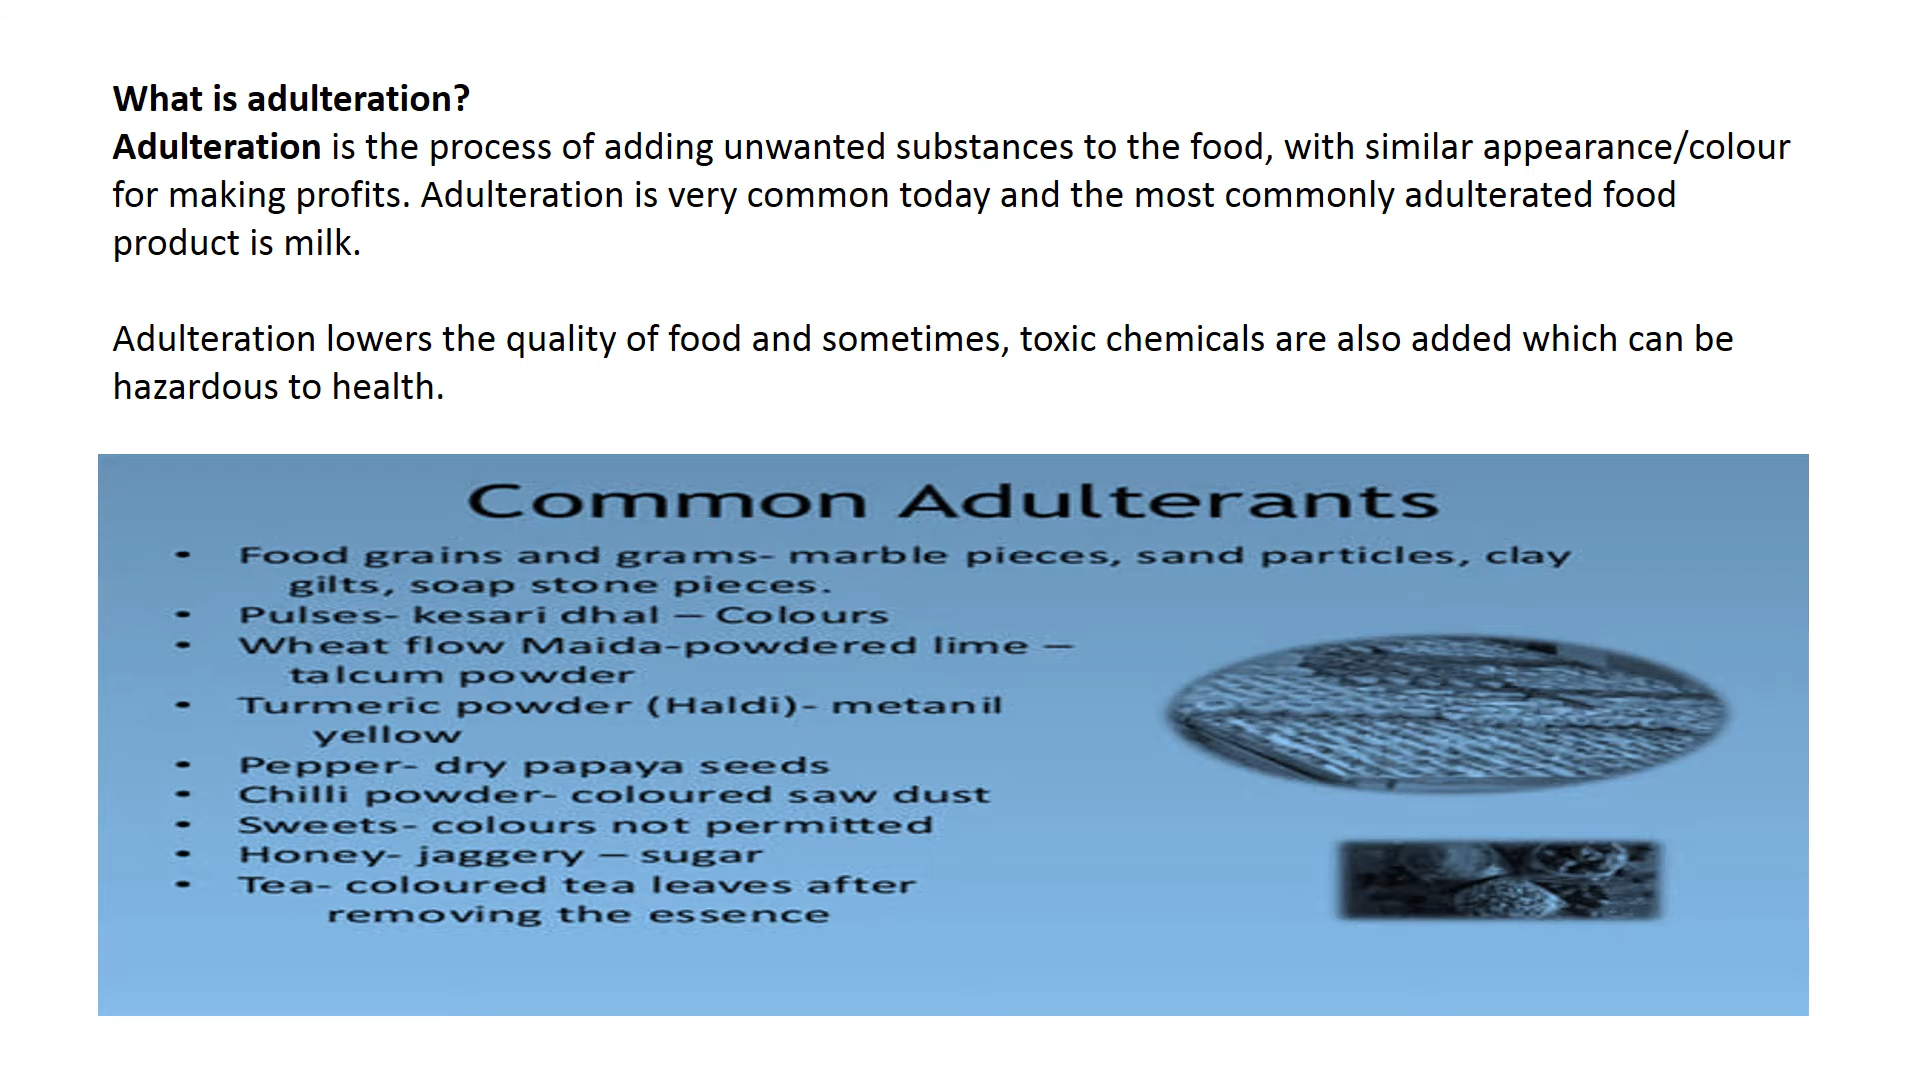 What is adulteration?
Adulteration is the process of adding unwanted substances to the food, with similar appearance/colour
for making profits. Adulteration is very common today and the most commonly adulterated food
product is milk.
Adulteration lowers the quality of food and sometimes, toxic chemicals are also added which can be
hazardous to health.
Common Adulterants
• Food grains and grams- marble pieces, sand particles, clay
gilts, soap stone pieces.
• Pulses- kesari dhal – Colours
• Wheat flow Maida-powdered lime –
talcum powder
• Turmeric powder (Haldi)- metanil
yellow
• Pepper- dry papaya seeds
• Chilli powder- coloured saw dust
• Sweets- colours not permitted
• Honey- jaggery – sugar
• Tea- coloured tea leaves after
removing the essence